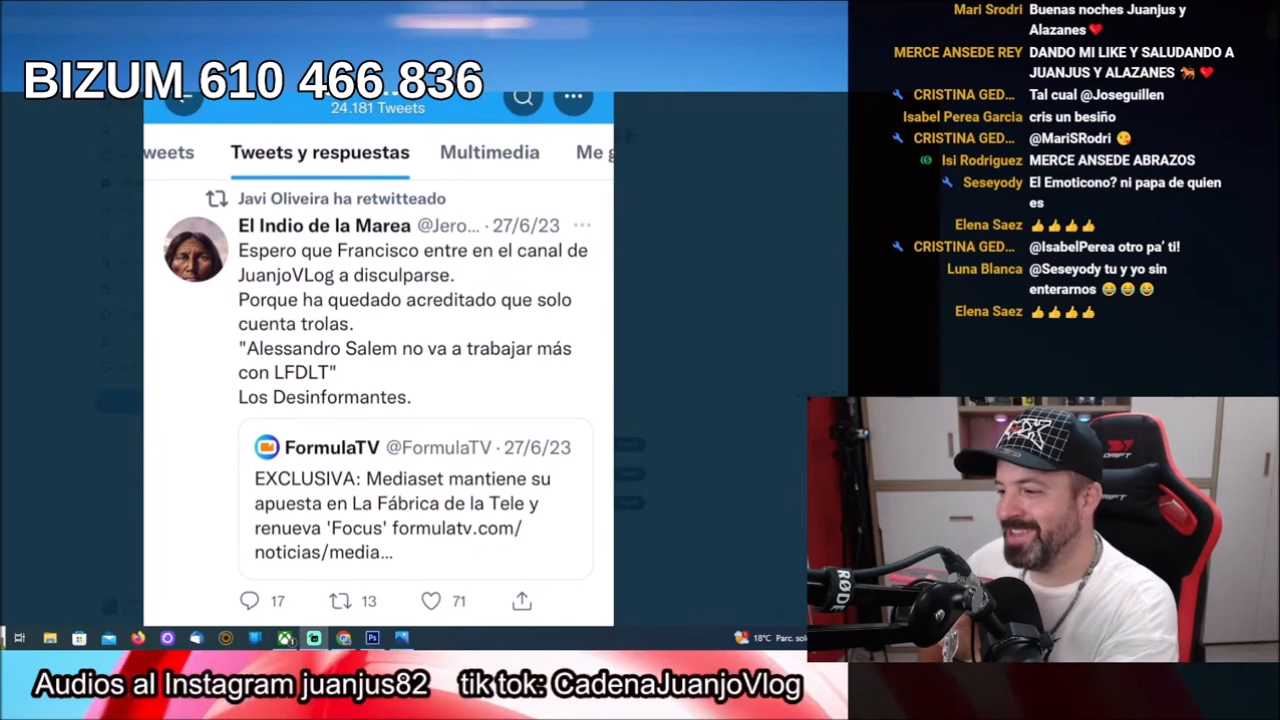 BIZUM 610 466 836
24.181 Tweets
weets Tweets y respuestas Multimedia Me g
Javi Oliveira ha retwitteado
El Indio de la Marea @Jero... · 27/6/23 ···
Espero que Francisco entre en el canal de
JuanjoVLog a disculparse.
Porque ha quedado acreditado que solo
cuenta trolas.
"Alessandro Salem no va a trabajar más
con LFDLT"
Los Desinformantes.
FormulaTV @FormulaTV · 27/6/23
EXCLUSIVA: Mediaset mantiene su
apuesta en La Fábrica de la Tele y
renueva 'Focus' formulatv.com/
noticias/media...
17 13 71
18°C Parc. sol
Audios al Instagram juanjus82 tik tok: CadenaJuanjoVlog
Mari Srodri Buenas noches Juanjus y
Alazanes ❤️
MERCE ANSEDE REY DANDO MI LIKE Y SALUDANDO A
JUANJUS Y ALAZANES 🐎 ❤️
CRISTINA GED... Tal cual @Joseguillen
Isabel Perea Garcia cris un besiño
CRISTINA GED... @MariSRodri 😘
Isi Rodriguez MERCE ANSEDE ABRAZOS
Seseyody El Emoticono? ni papa de quien
es
Elena Saez 👍👍👍👍
CRISTINA GED... @IsabelPerea otro pa' ti!
Luna Blanca @Seseyody tu y yo sin
enterarnos 😂 😂 😂
Elena Saez 👍👍👍👍
DRIFT
DRIFT
RØDE